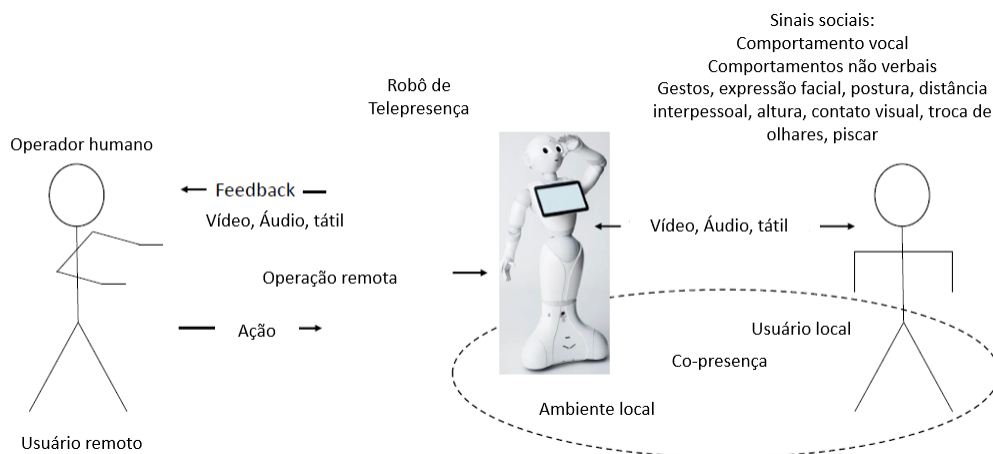 Sinais sociais:
Comportamento vocal
Comportamentos não verbais
Gestos, expressão facial, postura, distância
interpessoal, altura, contato visual, troca de
olhares, piscar
Robô de
Telepresença
Operador humano
Feedback
Vídeo, Áudio, tátil
Vídeo, Áudio, tátil
Operação remota
Ação
Usuário local
Co-presença
Ambiente local
Usuário remoto